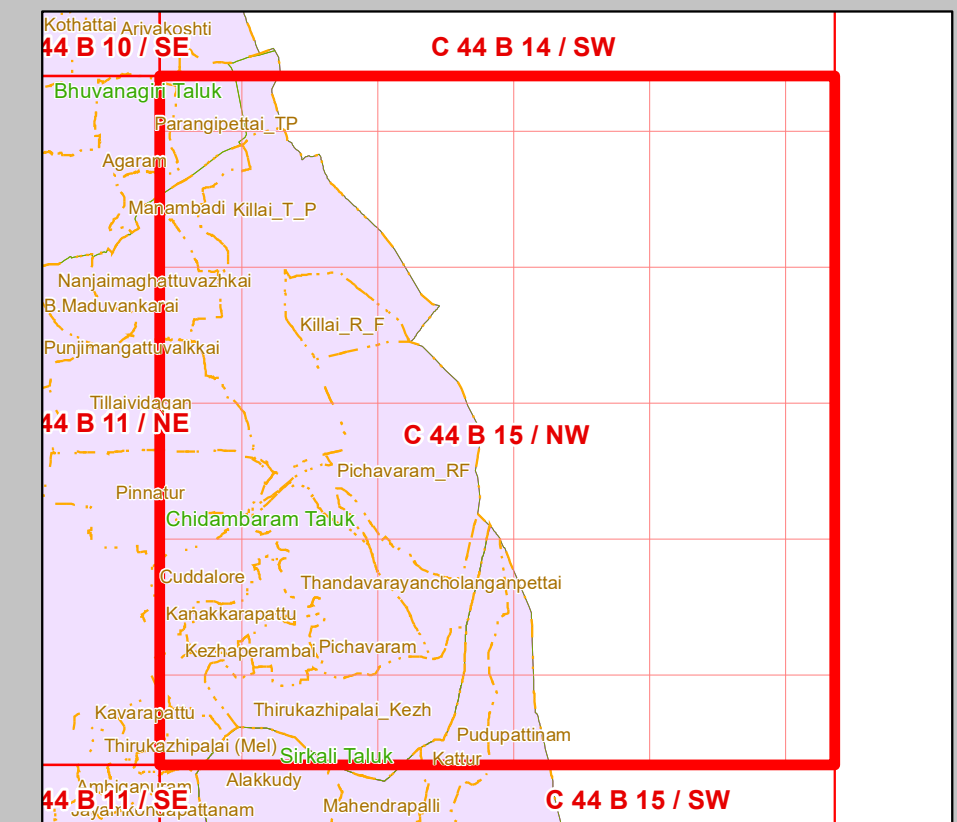 Kothattai Arivakoshti
44 B 10 / SE
C 44 B 14 / SW
Bhuvanagiri Taluk
Parangipettai_TP
Agaram
Manambadi Killai_T_P
Nanjaimaghattuvazhkai
B.Maduvankarai
Killai_R_F
Punjimangattuvalkkai
Tillaividagan
44 B 11 / NE
C 44 B 15 / NW
Pichavaram_RF
Pinnatur
Chidambaram Taluk
Cuddalore
Thandavarayancholanganpettai
Kanakkarapattu
Kezhaperambai Pichavaram
Kavarapattu
Thirukazhipalai_Kezh
Pudupattinam
Thirukazhipalai (Mel)
Sirkali Taluk
Kattur
Alakkudy
Ambigapuram
44 B 11 / SE
C 44 B 15 / SW
Mahendrapalli
Jayamkondapattanam